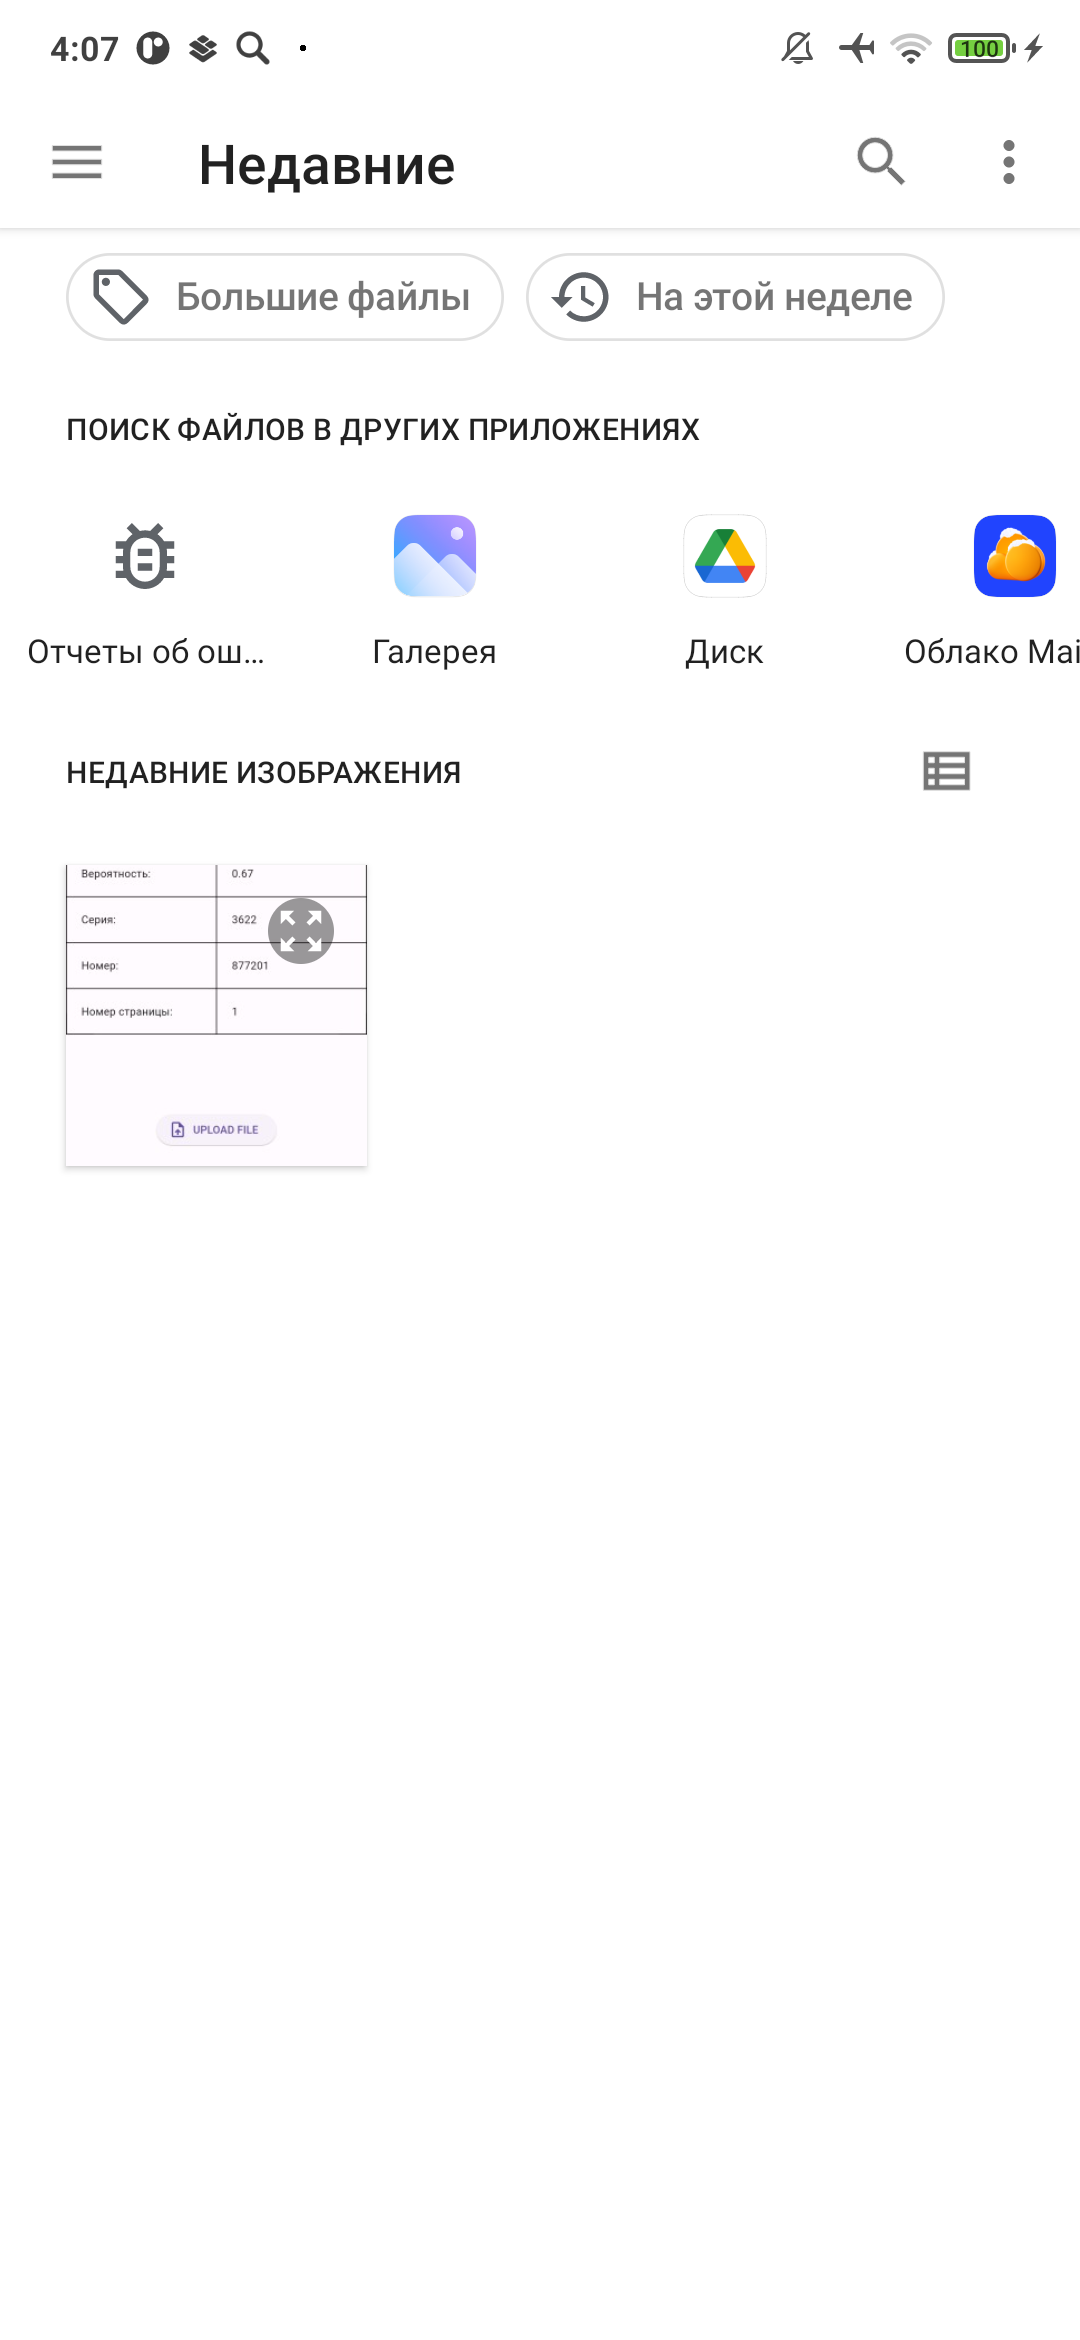 4:07
100
Недавние
Большие файлы
На этой неделе
ПОИСК ФАЙЛОВ В ДРУГИХ ПРИЛОЖЕНИЯХ
Отчеты об ош...
Галерея
Диск
Облако Mai
НЕДАВНИЕ ИЗОБРАЖЕНИЯ
Вероятность: 0.67
Серия: 3622
Номер: 877201
Номер страницы: 1
UPLOAD FILE